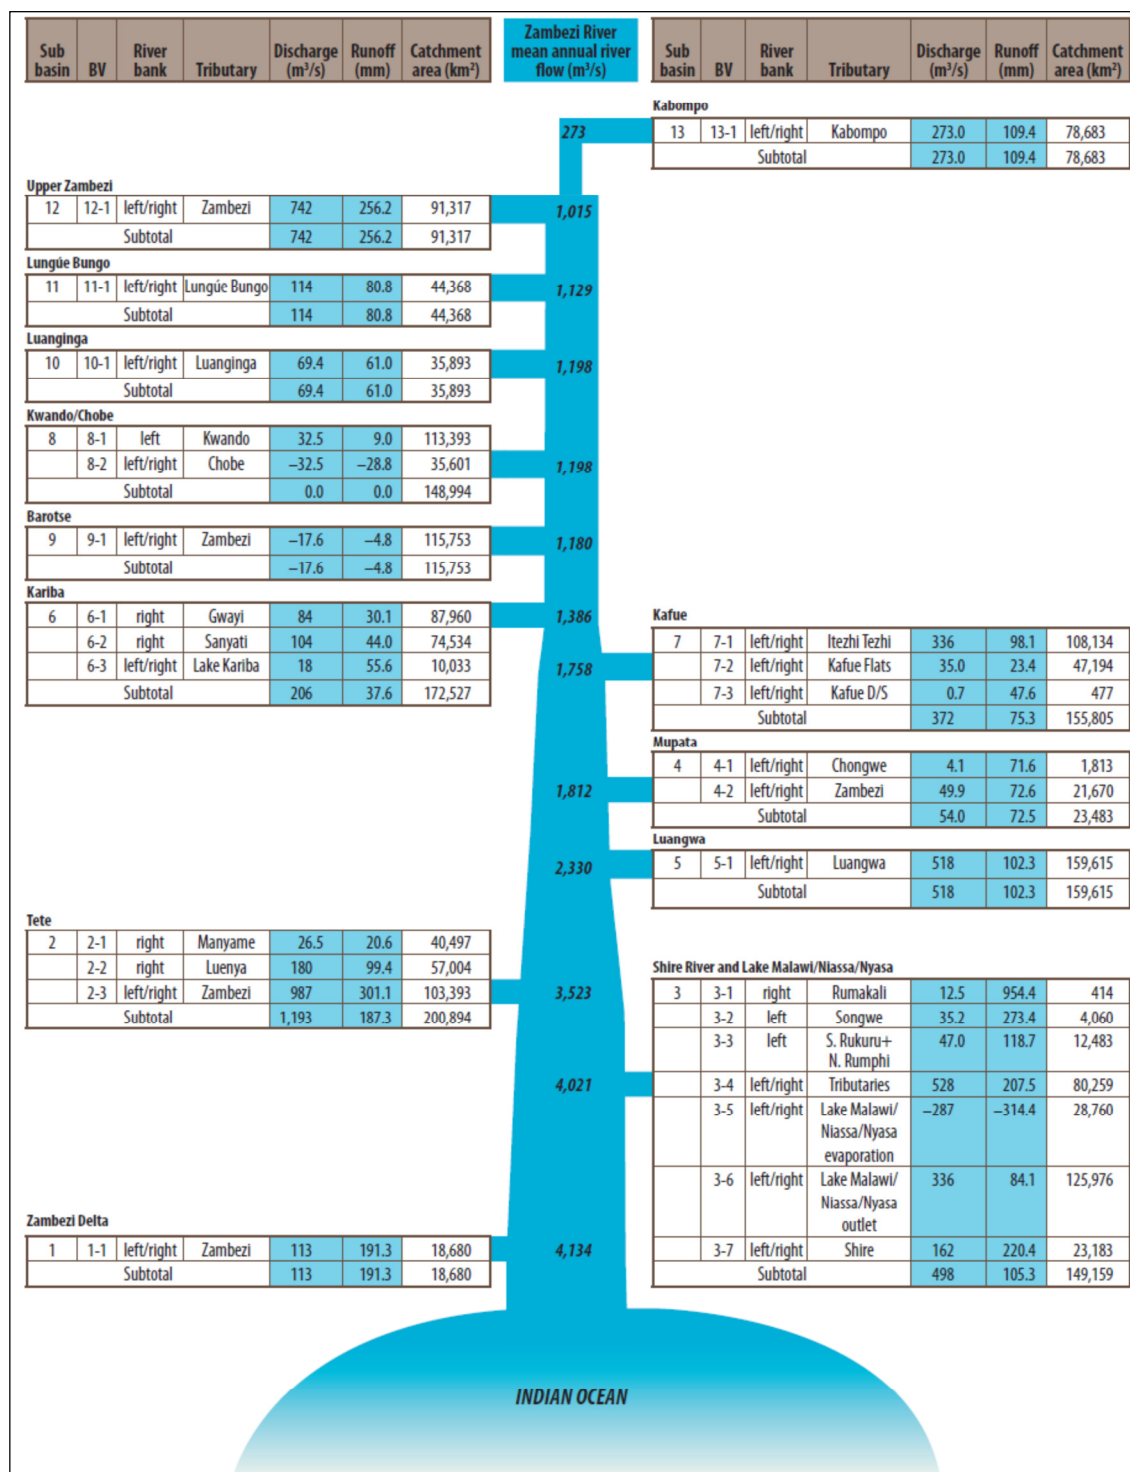 Sub basin BV River bank Tributary Discharge (m³/s) Runoff (mm) Catchment area (km²)
Zambezi River mean annual river flow (m³/s)
Sub basin BV River bank Tributary Discharge (m³/s) Runoff (mm) Catchment area (km²)
Kabompo
273
13 13-1 left/right Kabompo 273.0 109.4 78,683
Subtotal 273.0 109.4 78,683
Upper Zambezi
12 12-1 left/right Zambezi 742 256.2 91,317
1,015
Subtotal 742 256.2 91,317
Lungúe Bungo
11 11-1 left/right Lungúe Bungo 114 80.8 44,368
1,129
Subtotal 114 80.8 44,368
Luanginga
10 10-1 left/right Luanginga 69.4 61.0 35,893
1,198
Subtotal 69.4 61.0 35,893
Kwando/Chobe
8 8-1 left Kwando 32.5 9.0 113,393
8-2 left/right Chobe –32.5 –28.8 35,601
1,198
Subtotal 0.0 0.0 148,994
Barotse
9 9-1 left/right Zambezi –17.6 –4.8 115,753
1,180
Subtotal –17.6 –4.8 115,753
Kariba
6 6-1 right Gwayi 84 30.1 87,960
1,386
6-2 right Sanyati 104 44.0 74,534
6-3 left/right Lake Kariba 18 55.6 10,033
Subtotal 206 37.6 172,527
Kafue
7 7-1 left/right Itezhi Tezhi 336 98.1 108,134
1,758
7-2 left/right Kafue Flats 35.0 23.4 47,194
7-3 left/right Kafue D/S 0.7 47.6 477
Subtotal 372 75.3 155,805
Mupata
4 4-1 left/right Chongwe 4.1 71.6 1,813
1,812
4-2 left/right Zambezi 49.9 72.6 21,670
Subtotal 54.0 72.5 23,483
Luangwa
2,330
5 5-1 left/right Luangwa 518 102.3 159,615
Subtotal 518 102.3 159,615
Tete
2 2-1 right Manyame 26.5 20.6 40,497
2-2 right Luenya 180 99.4 57,004
2-3 left/right Zambezi 987 301.1 103,393
3,523
Subtotal 1,193 187.3 200,894
Shire River and Lake Malawi/Niassa/Nyasa
3 3-1 right Rumakali 12.5 954.4 414
3-2 left Songwe 35.2 273.4 4,060
3-3 left S. Rukuru+ 47.0 118.7 12,483
N. Rumphi
4,021
3-4 left/right Tributaries 528 207.5 80,259
3-5 left/right Lake Malawi/ –287 –314.4 28,760
Niassa/Nyasa
evaporation
3-6 left/right Lake Malawi/ 336 84.1 125,976
Niassa/Nyasa
outlet
3-7 left/right Shire 162 220.4 23,183
Subtotal 498 105.3 149,159
Zambezi Delta
1 1-1 left/right Zambezi 113 191.3 18,680
4,134
Subtotal 113 191.3 18,680
INDIAN OCEAN